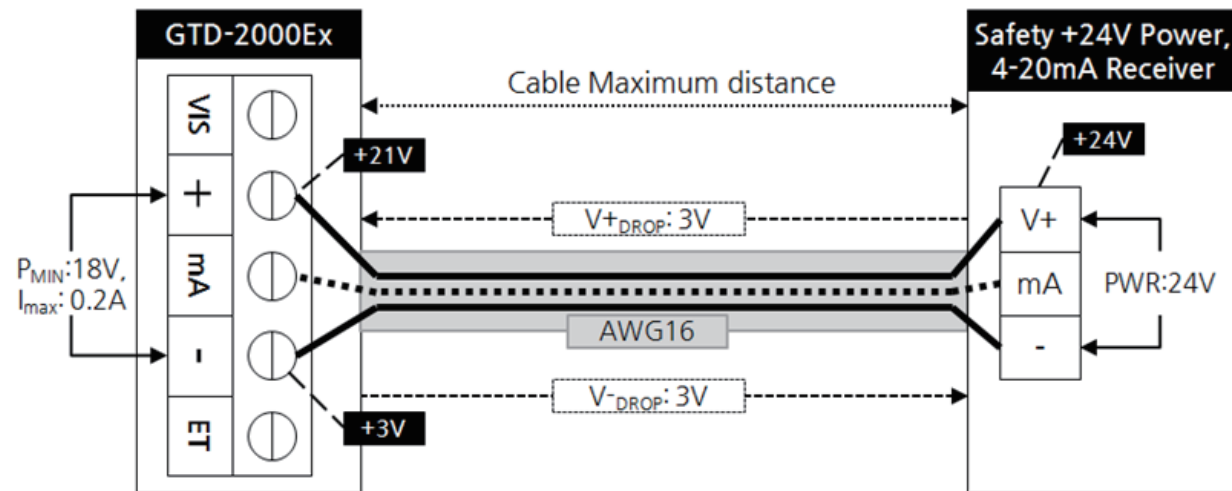 GTD-2000Ex
Safety +24V Power,
4-20mA Receiver
Cable Maximum distance
VIS
+
mA
-
ET
+21V
+24V
V+DROP: 3V
PMIN:18V,
Imax: 0.2A
V+
mA
-
PWR:24V
AWG16
V-DROP: 3V
+3V